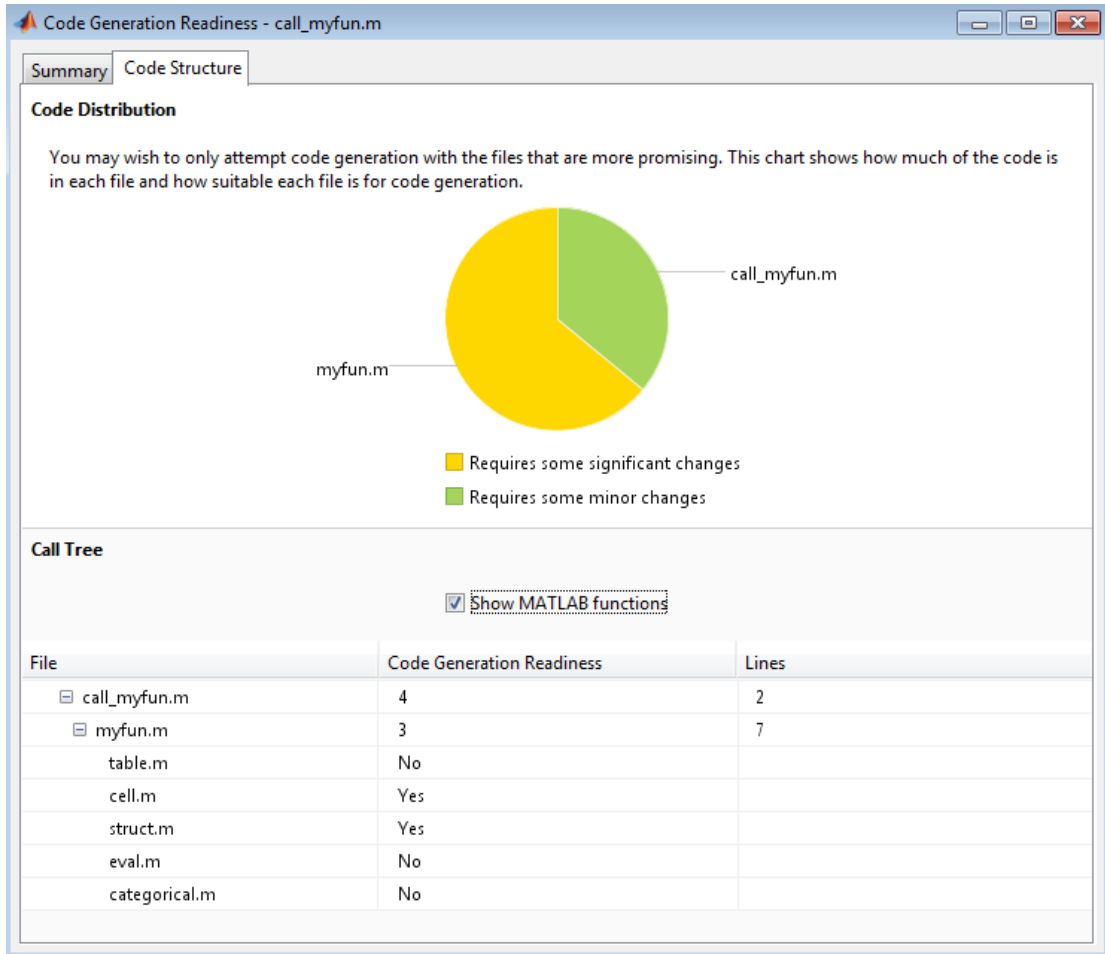 Code Generation Readiness - call_myfun.m
Summary Code Structure
Code Distribution
You may wish to only attempt code generation with the files that are more promising. This chart shows how much of the code is
in each file and how suitable each file is for code generation.
call_myfun.m
myfun.m
Requires some significant changes
Requires some minor changes
Call Tree
Show MATLAB functions
File Code Generation Readiness Lines
call_myfun.m 4 2
myfun.m 3 7
table.m No
cell.m Yes
struct.m Yes
eval.m No
categorical.m No